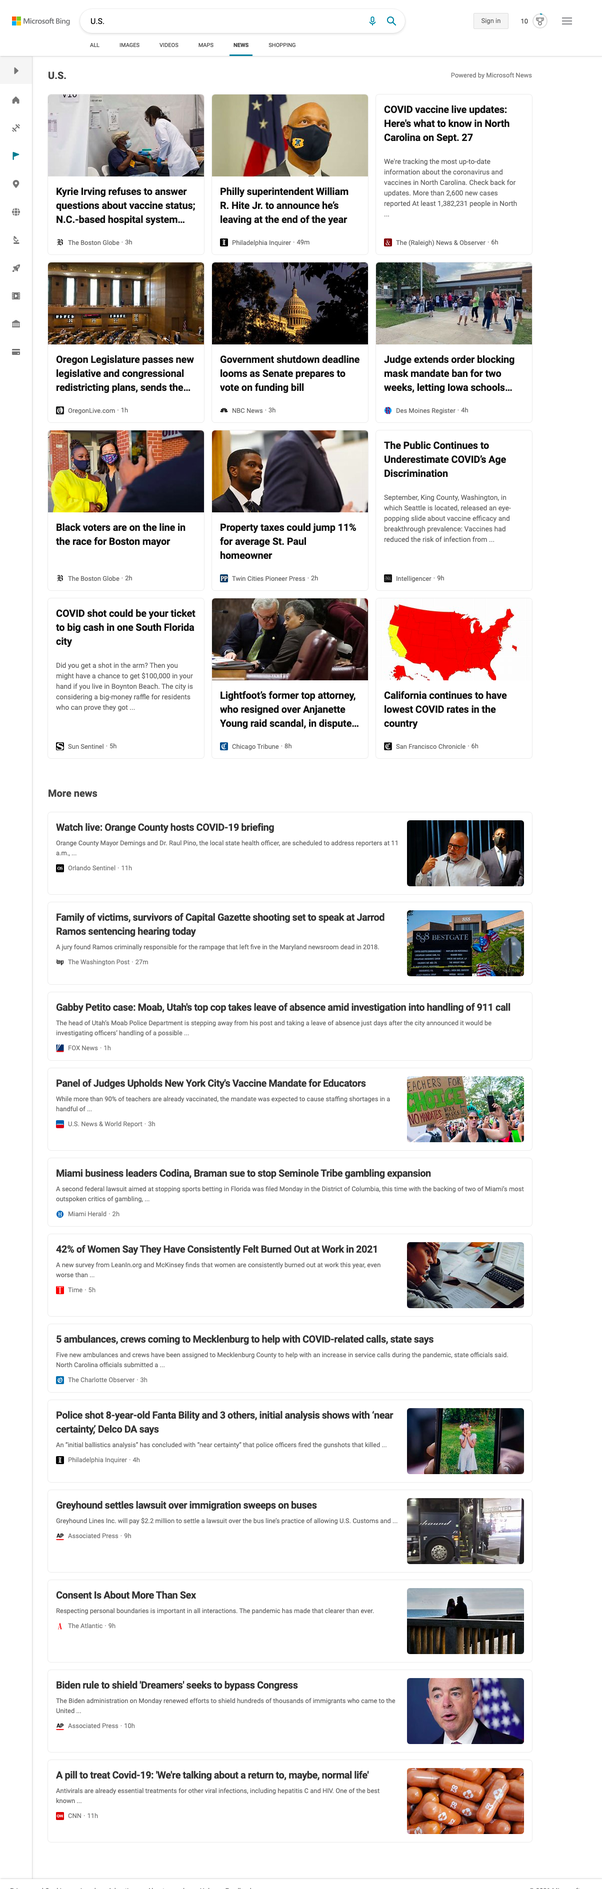 Microsoft Bing
U.S.
Sign in
10
ALL IMAGES VIDEOS MAPS NEWS SHOPPING
U.S.
Powered by Microsoft News
Kyrie Irving refuses to answer
questions about vaccine status;
N.C.-based hospital system...
The Boston Globe · 3h
Philly superintendent William
R. Hite Jr. to announce he's
leaving at the end of the year
Philadelphia Inquirer · 49m
COVID vaccine live updates:
Here's what to know in North
Carolina on Sept. 27
We're tracking the most up-to-date
information about the coronavirus and
vaccines in North Carolina. Check back for
updates. More than 2,600 new cases
reported At least 1,382,231 people in North
...
The (Raleigh) News & Observer · 6h
Oregon Legislature passes new
legislative and congressional
redistricting plans, sends the...
OregonLive.com · 1h
Government shutdown deadline
looms as Senate prepares to
vote on funding bill
NBC News · 3h
Judge extends order blocking
mask mandate ban for two
weeks, letting Iowa schools...
Des Moines Register · 4h
Black voters are on the line in
the race for Boston mayor
The Boston Globe · 2h
Property taxes could jump 11%
for average St. Paul
homeowner
Twin Cities Pioneer Press · 2h
The Public Continues to
Underestimate COVID's Age
Discrimination
September, King County, Washington, in
which Seattle is located, released an eye-
popping slide about vaccine efficacy and
breakthrough prevalence: Vaccines had
reduced the risk of infection from ...
Intelligencer · 9h
COVID shot could be your ticket
to big cash in one South Florida
city
Did you get a shot in the arm? Then you
might have a chance to get $100,000 in your
hand if you live in Boynton Beach. The city is
considering a big-money raffle for residents
who can prove they got ...
Sun Sentinel · 5h
Lightfoot's former top attorney,
who resigned over Anjanette
Young raid scandal, in dispute...
Chicago Tribune · 8h
California continues to have
lowest COVID rates in the
country
San Francisco Chronicle · 6h
More news
Watch live: Orange County hosts COVID-19 briefing
Orange County Mayor Demings and Dr. Raul Pino, the local state health officer, are scheduled to address reporters at 11
a.m., ...
Orlando Sentinel · 11h
Family of victims, survivors of Capital Gazette shooting set to speak at Jarrod
Ramos sentencing hearing today
A jury found Ramos criminally responsible for the rampage that left five in the Maryland newsroom dead in 2018.
The Washington Post · 27m
BESTGATE
Gabby Petito case: Moab, Utah's top cop takes leave of absence amid investigation into handling of 911 call
The head of Utah's Moab Police Department is stepping away from his post and taking a leave of absence just days after the city announced it would be
investigating officers' handling of a possible ...
FOX News · 1h
Panel of Judges Upholds New York City's Vaccine Mandate for Educators
While more than 90% of teachers are already vaccinated, the mandate was expected to cause staffing shortages in a
handful of ...
U.S. News & World Report · 3h
EACHERS FOR
CHOICE
NO MANDATES
Miami business leaders Codina, Braman sue to stop Seminole Tribe gambling expansion
A second federal lawsuit aimed at stopping sports betting in Florida was filed Monday in the District of Columbia, this time with the backing of two of Miami's most
outspoken critics of gambling, ...
Miami Herald · 2h
42% of Women Say They Have Consistently Felt Burned Out at Work in 2021
A new survey from LeanIn.org and McKinsey finds that women are consistently burned out at work this year, even
worse than ...
Time · 5h
5 ambulances, crews coming to Mecklenburg to help with COVID-related calls, state says
Five new ambulances and crews have been assigned to Mecklenburg County to help with an increase in service calls during the pandemic, state officials said.
North Carolina officials submitted a ...
The Charlotte Observer · 3h
Police shot 8-year-old Fanta Bility and 3 others, initial analysis shows with 'near
certainty,' Delco DA says
An "initial ballistics analysis" has concluded with "near certainty" that police officers fired the gunshots that killed ...
Philadelphia Inquirer · 4h
Greyhound settles lawsuit over immigration sweeps on buses
Greyhound Lines Inc. will pay $2.2 million to settle a lawsuit over the bus line's practice of allowing U.S. Customs and ...
AP Associated Press · 9h
Consent Is About More Than Sex
Respecting personal boundaries is important in all interactions. The pandemic has made that clearer than ever.
The Atlantic · 9h
Biden rule to shield 'Dreamers' seeks to bypass Congress
The Biden administration on Monday renewed efforts to shield hundreds of thousands of immigrants who came to the
United ...
AP Associated Press · 10h
A pill to treat Covid-19: 'We're talking about a return to, maybe, normal life'
Antivirals are already essential treatments for other viral infections, including hepatitis C and HIV. One of the best
known ...
CNN · 11h